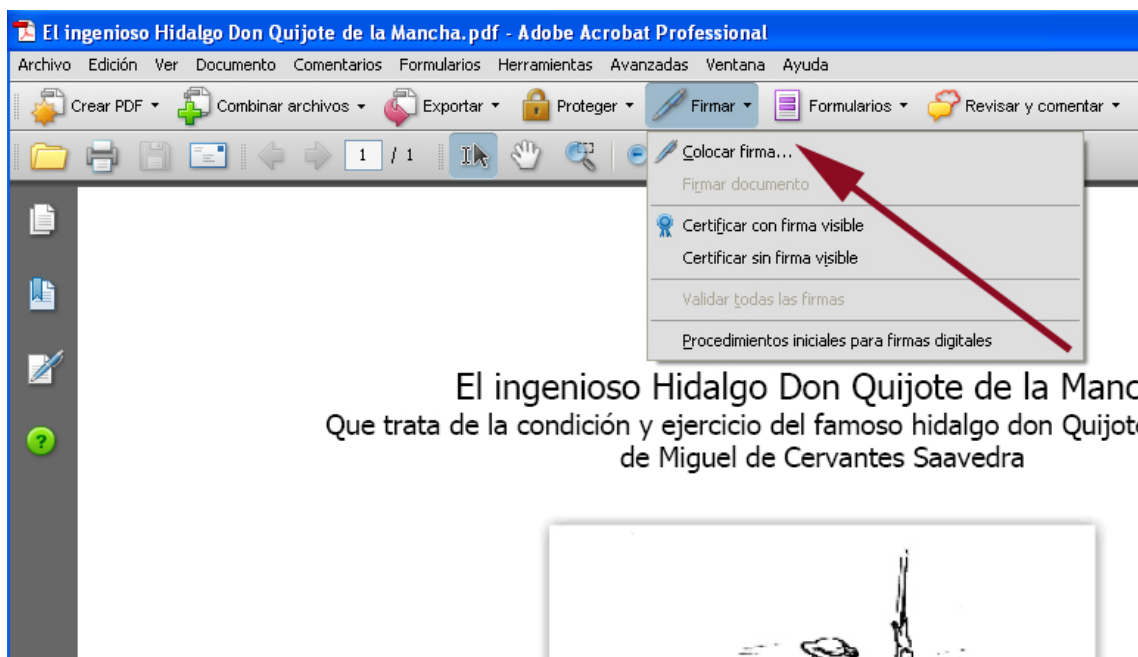 El ingenioso Hidalgo Don Quijote de la Mancha.pdf - Adobe Acrobat Professional
Archivo Edición Ver Documento Comentarios Formularios Herramientas Avanzadas Ventana Ayuda
Crear PDF Combinar archivos Exportar Proteger Firmar Formularios Revisar y comentar
1 / 1
Colocar firma...
Firmar documento
Certificar con firma visible
Certificar sin firma visible
Validar todas las firmas
Procedimientos iniciales para firmas digitales
El ingenioso Hidalgo Don Quijote de la Manc
Que trata de la condición y ejercicio del famoso hidalgo don Quijote
de Miguel de Cervantes Saavedra